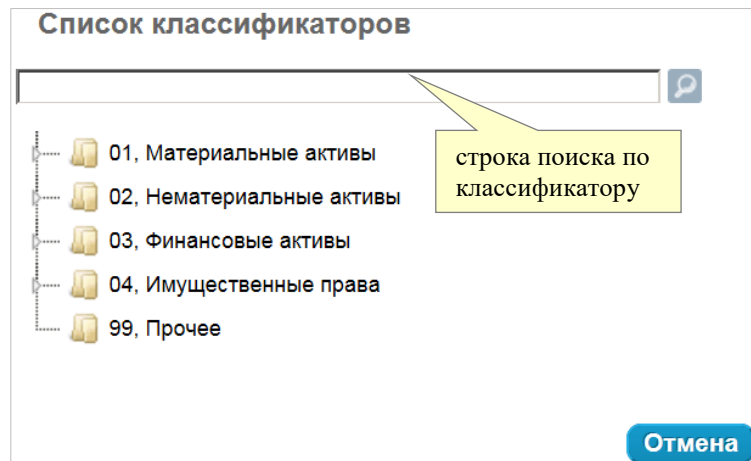 Список классификаторов
строка поиска по
классификатору
01, Материальные активы
02, Нематериальные активы
03, Финансовые активы
04, Имущественные права
99, Прочее
Отмена